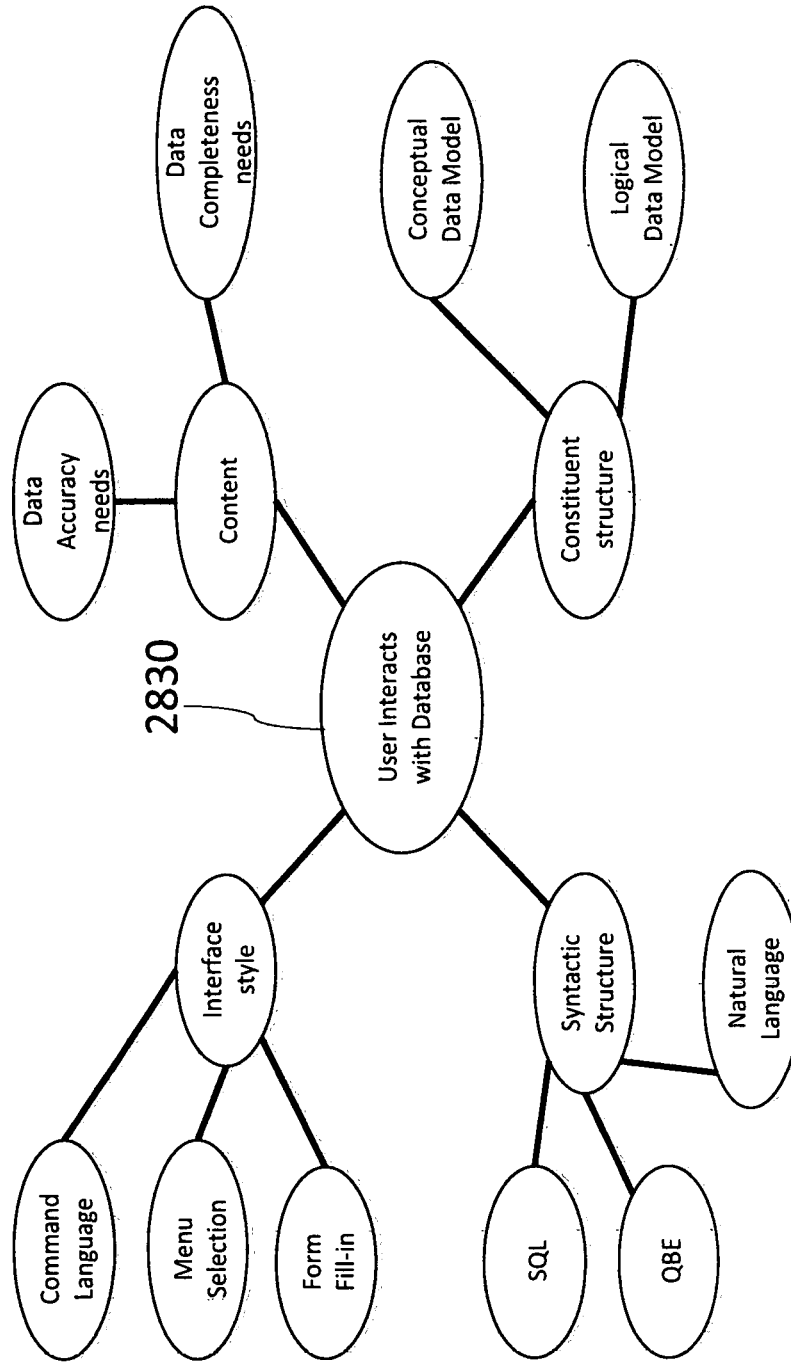 Command
Language
Menu
Selection
Form
Fill-in
Interface
style
SQL
QBE
Natural
Language
Syntactic
Structure
2830
User Interacts
with Database
Data
Accuracy
needs
Content
Data
Completeness
needs
Constituent
structure
Conceptual
Data Model
Logical
Data Model